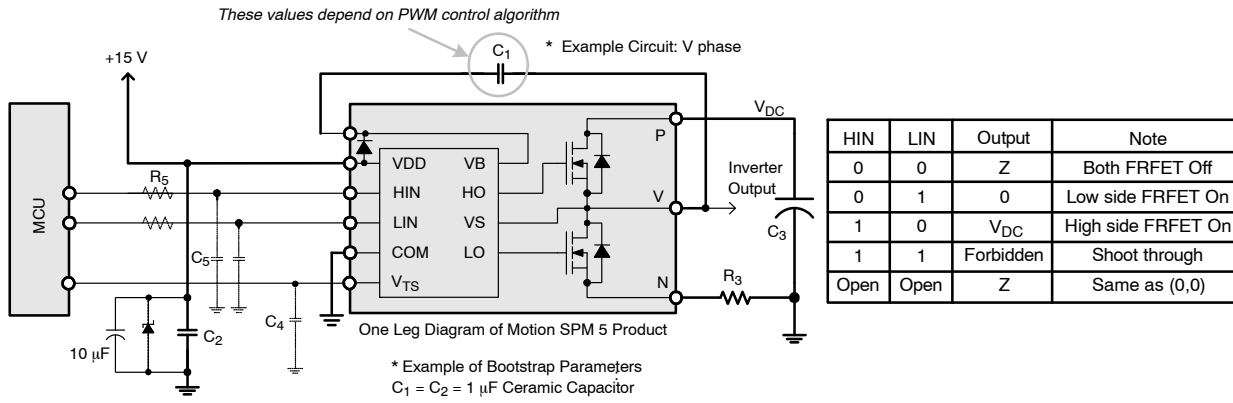 These values depend on PWM control algorithm
C1
* Example Circuit: V phase
+15 V
VDC
P
MCU
R5
VDD
VB
HIN
HO
LIN
VS
COM
LO
VTS
C5
V
N
Inverter
Output
C3
R3
C4
10 μF
C2
One Leg Diagram of Motion SPM 5 Product
* Example of Bootstrap Parameters
C1 = C2 = 1 μF Ceramic Capacitor
HIN LIN Output Note
0 0 Z Both FRFET Off
0 1 0 Low side FRFET On
1 0 VDC High side FRFET On
1 1 Forbidden Shoot through
Open Open Z Same as (0,0)